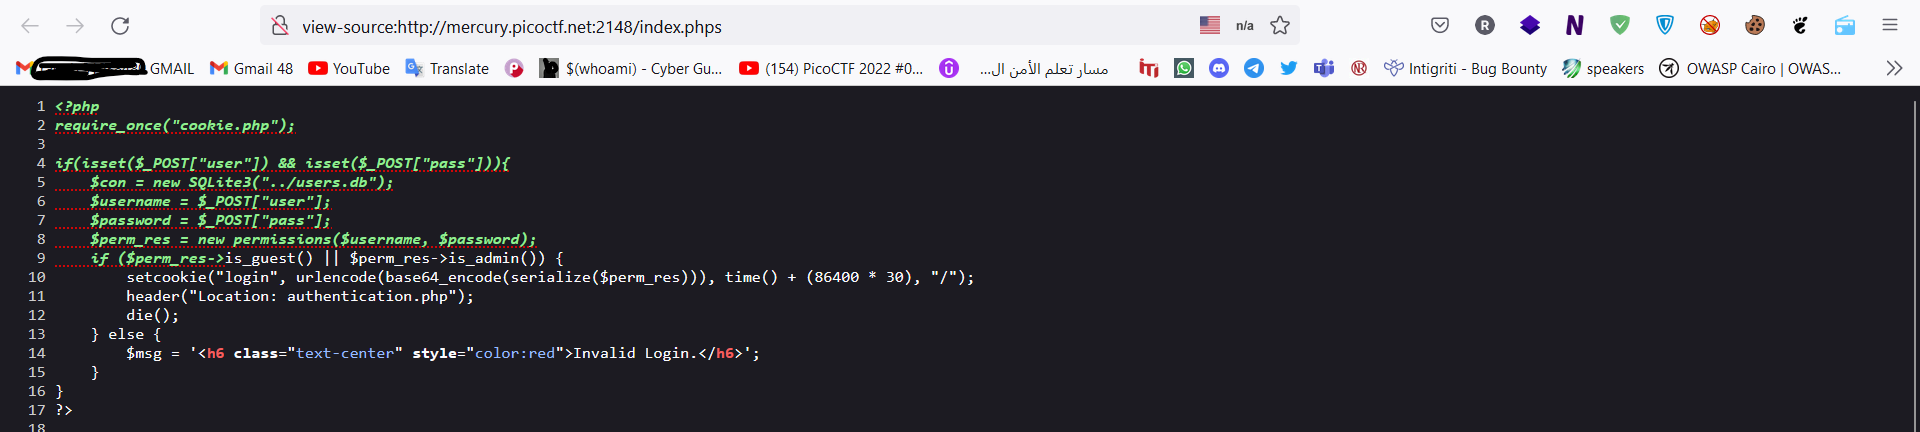 view-source:http://mercury.picoctf.net:2148/index.phps n/a
GMAIL Gmail 48 YouTube Translate $(whoami) - Cyber Gu... (154) PicoCTF 2022 #0... مسار تعلم الأمن ال... Intigriti - Bug Bounty speakers OWASP Cairo | OWAS...
1 <?php
2 require_once("cookie.php");
3
4 if(isset($_POST["user"]) && isset($_POST["pass"])){
5     $con = new SQLite3("../users.db");
6     $username = $_POST["user"];
7     $password = $_POST["pass"];
8     $perm_res = new permissions($username, $password);
9     if ($perm_res->is_guest() || $perm_res->is_admin()) {
10         setcookie("login", urlencode(base64_encode(serialize($perm_res))), time() + (86400 * 30), "/");
11         header("Location: authentication.php");
12         die();
13     } else {
14         $msg = '<h6 class="text-center" style="color:red">Invalid Login.</h6>';
15     }
16 }
17 ?>
18